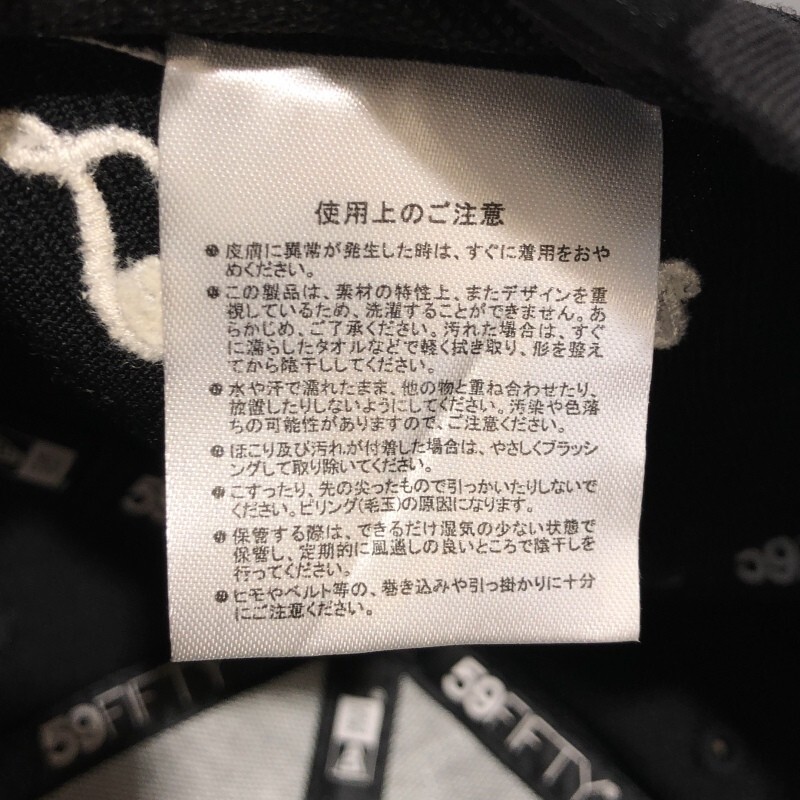 使用上のご注意
●皮膚に異常が発生した時は、すぐに着用をおや
めください。
●この製品は、素材の特性上、またデザインを重
視しているため、洗濯することができません。あ
らかじめ、ご了承ください。汚れた場合は、すぐ
に濡らしたタオルなどで軽く拭き取り、形を整え
てから陰干ししてください。
●水や汗で濡れたまま、他の物と重ね合わせたり、
放置したりしないようにしてください。汚染や色落
ちの可能性がありますので、ご注意ください。
●ほこり及び汚れが付着した場合は、やさしくブラッシ
ングして取り除いてください。
●こすったり、先の尖ったもので引っかいたりしないで
ください。ピリング(毛玉)の原因になります。
●保管する際は、できるだけ湿気の少ない状態で
保管し、定期的に風通しの良いところで陰干しを
行ってください。
●ヒモやベルト等の、巻き込みや引っ掛かりに十分
にご注意ください。
59FIFTY
59FIFTY